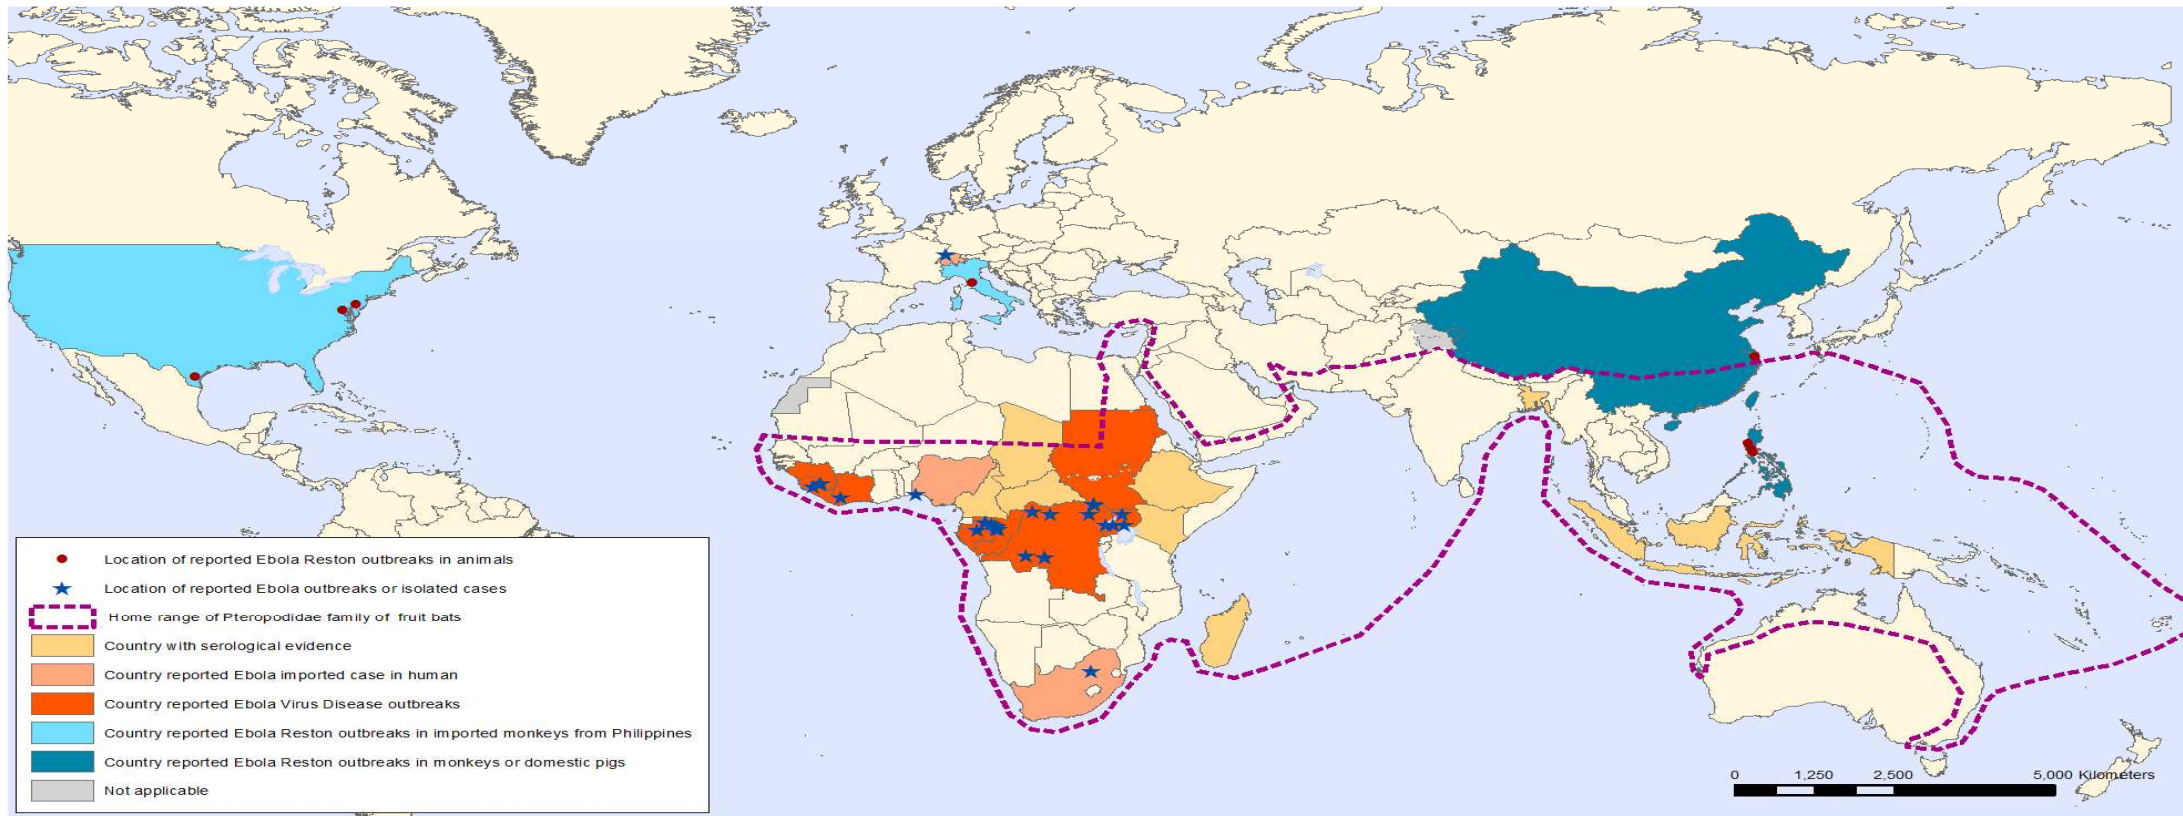 Location of reported Ebola Reston outbreaks in animals
Location of reported Ebola outbreaks or isolated cases
Home range of Pteropodidae family of fruit bats
Country with serological evidence
Country reported Ebola imported case in human
Country reported Ebola Virus Disease outbreaks
Country reported Ebola Reston outbreaks in imported monkeys from Philippines
Country reported Ebola Reston outbreaks in monkeys or domestic pigs
Not applicable
0 1,250 2,500 5,000 Kilometers